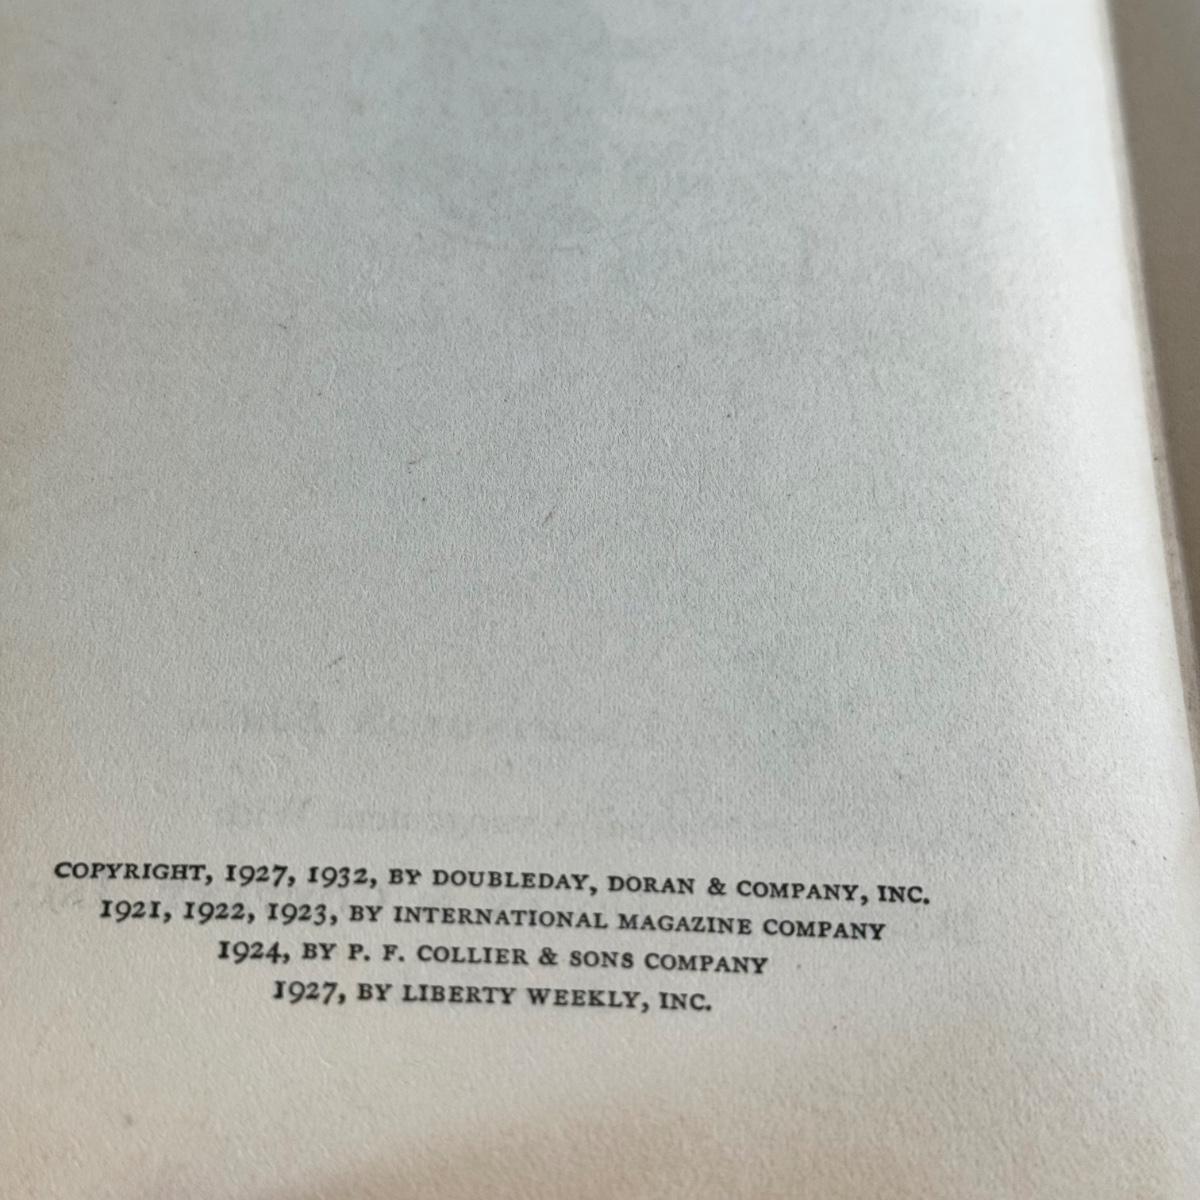 COPYRIGHT, 1927, 1932, BY DOUBLEDAY, DORAN & COMPANY, INC.
1921, 1922, 1923, BY INTERNATIONAL MAGAZINE COMPANY
1924, BY P. F. COLLIER & SONS COMPANY
1927, BY LIBERTY WEEKLY, INC.